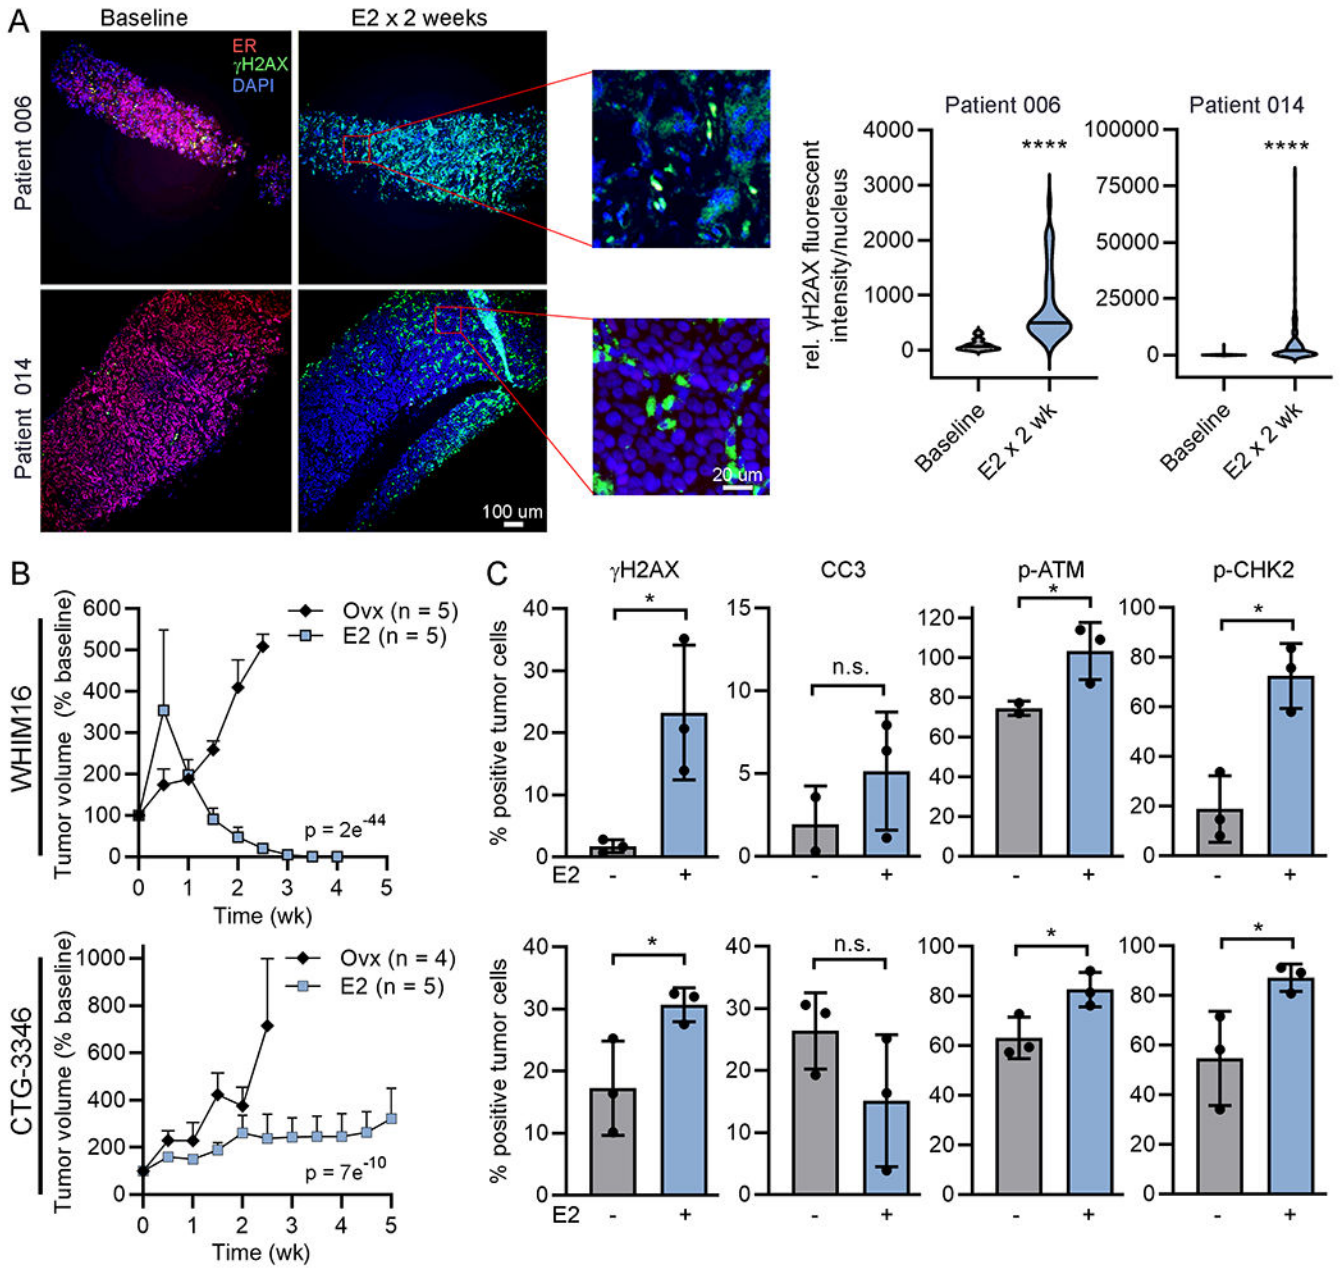 A
Baseline
E2 x 2 weeks
ER
γH2AX
DAPI
Patient 006
Patient 014
100 um
20 um
rel. γH2AX fluorescent
intensity/nucleus
Patient 006
4000
3000
2000
1000
0
****
Baseline
E2 x 2 wk
Patient 014
100000
75000
50000
25000
0
****
Baseline
E2 x 2 wk
B
WHIM16
Tumor volume (% baseline)
600
500
400
300
200
100
0
Ovx (n = 5)
E2 (n = 5)
p = 2e-44
0 1 2 3 4 5
Time (wk)
CTG-3346
Tumor volume (% baseline)
1000
800
600
400
200
0
Ovx (n = 4)
E2 (n = 5)
p = 7e-10
0 1 2 3 4 5
Time (wk)
C
% positive tumor cells
γH2AX
40
30
20
10
0
*
E2 - +
CC3
15
10
5
0
n.s.
- +
p-ATM
120
100
80
60
40
20
0
*
- +
p-CHK2
100
80
60
40
20
0
*
- +
% positive tumor cells
40
30
20
10
0
*
E2 - +
40
30
20
10
0
n.s.
- +
100
80
60
40
20
0
*
- +
100
80
60
40
20
0
*
- +